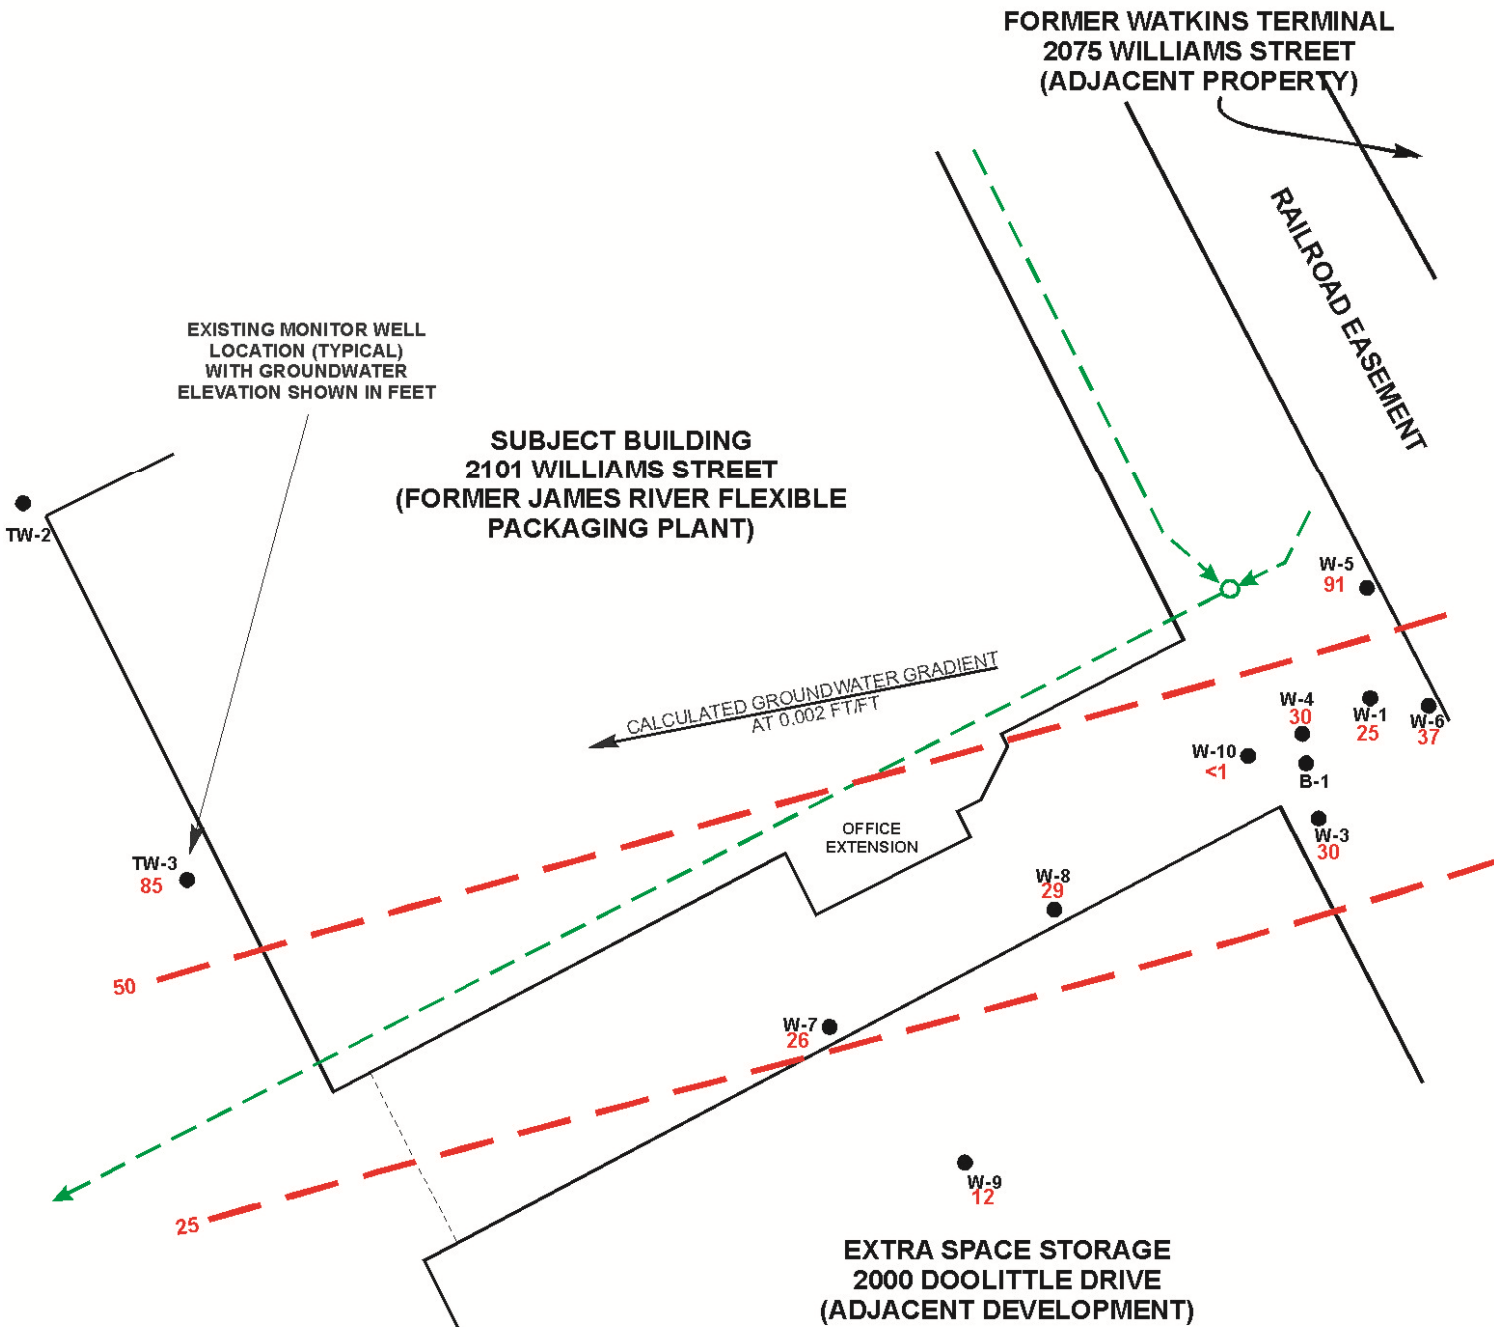 FORMER WATKINS TERMINAL
2075 WILLIAMS STREET
(ADJACENT PROPERTY)
RAILROAD EASEMENT
EXISTING MONITOR WELL
LOCATION (TYPICAL)
WITH GROUNDWATER
ELEVATION SHOWN IN FEET
SUBJECT BUILDING
2101 WILLIAMS STREET
(FORMER JAMES RIVER FLEXIBLE
PACKAGING PLANT)
TW-2
W-5
91
CALCULATED GROUNDWATER GRADIENT
AT 0.002 FT/FT
W-4
30
W-1
25
W-6
37
W-10
<1
B-1
OFFICE
EXTENSION
W-3
30
TW-3
85
W-8
29
50
W-7
26
W-9
12
25
EXTRA SPACE STORAGE
2000 DOOLITTLE DRIVE
(ADJACENT DEVELOPMENT)